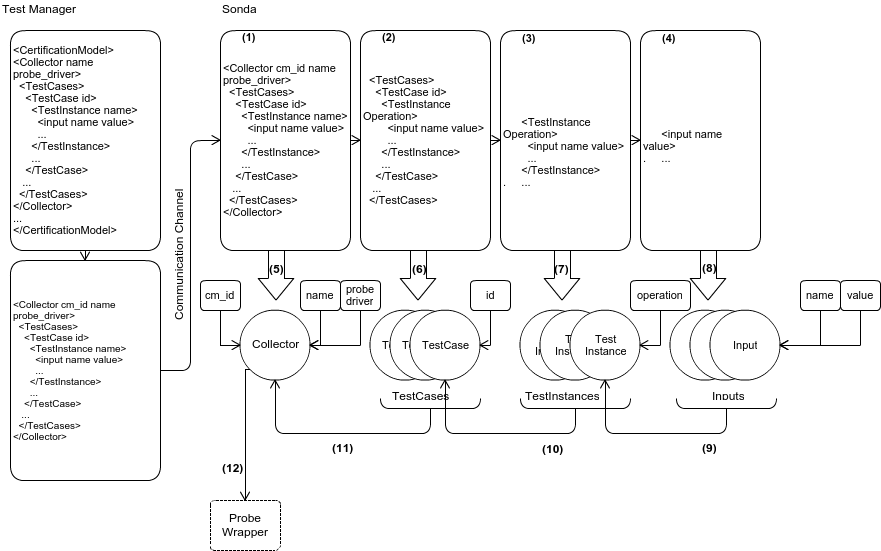 Test Manager
Sonda
<CertificationModel>
<Collector name
probe_driver>
<TestCases>
<TestCase id>
<TestInstance name>
<input name value>
...
</TestInstance>
...
</TestCase>
...
</TestCases>
</Collector>
...
</CertificationModel>
<Collector cm_id name
probe_driver>
<TestCases>
<TestCase id>
<TestInstance name>
<input name value>
...
</TestInstance>
...
</TestCase>
...
</TestCases>
</Collector>
Communication Channel
(1)
<Collector cm_id name
probe_driver>
<TestCases>
<TestCase id>
<TestInstance name>
<input name value>
...
</TestInstance>
...
</TestCase>
...
</TestCases>
</Collector>
(2)
<TestCases>
<TestCase id>
<TestInstance
Operation>
<input name value>
...
</TestInstance>
...
</TestCase>
...
</TestCases>
(3)
<TestInstance
Operation>
<input name value>
...
</TestInstance>
. ...
(4)
<input name
value>
. ...
(5)
(6)
(7)
(8)
cm_id
name
probe
driver
id
operation
name
value
Collector
TestCase
Test
Instance
Input
TestCases
TestInstances
Inputs
(11)
(10)
(9)
(12)
Probe
Wrapper